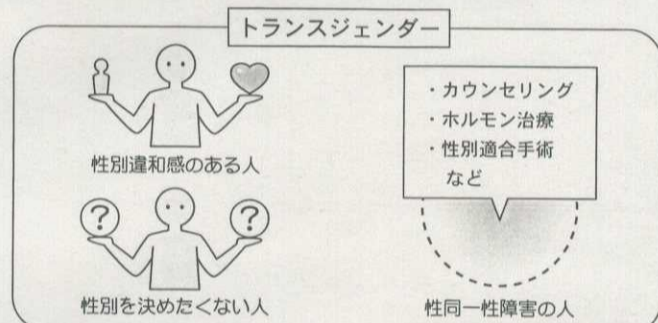 トランスジェンダー
性別違和感のある人
?
?
性別を決めたくない人
・カウンセリング
・ホルモン治療
・性別適合手術
など
性同一性障害の人